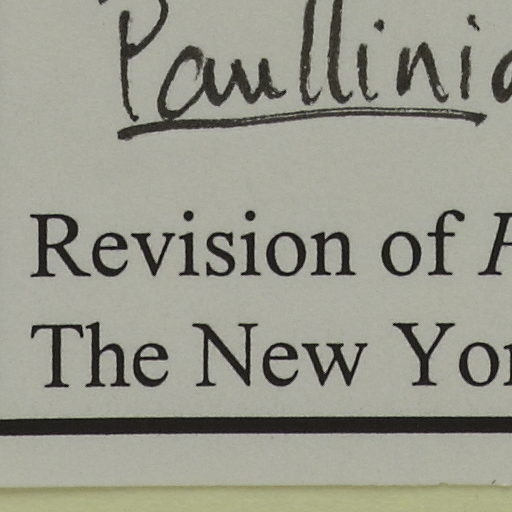 Paullinia
Revision of
The New Yor